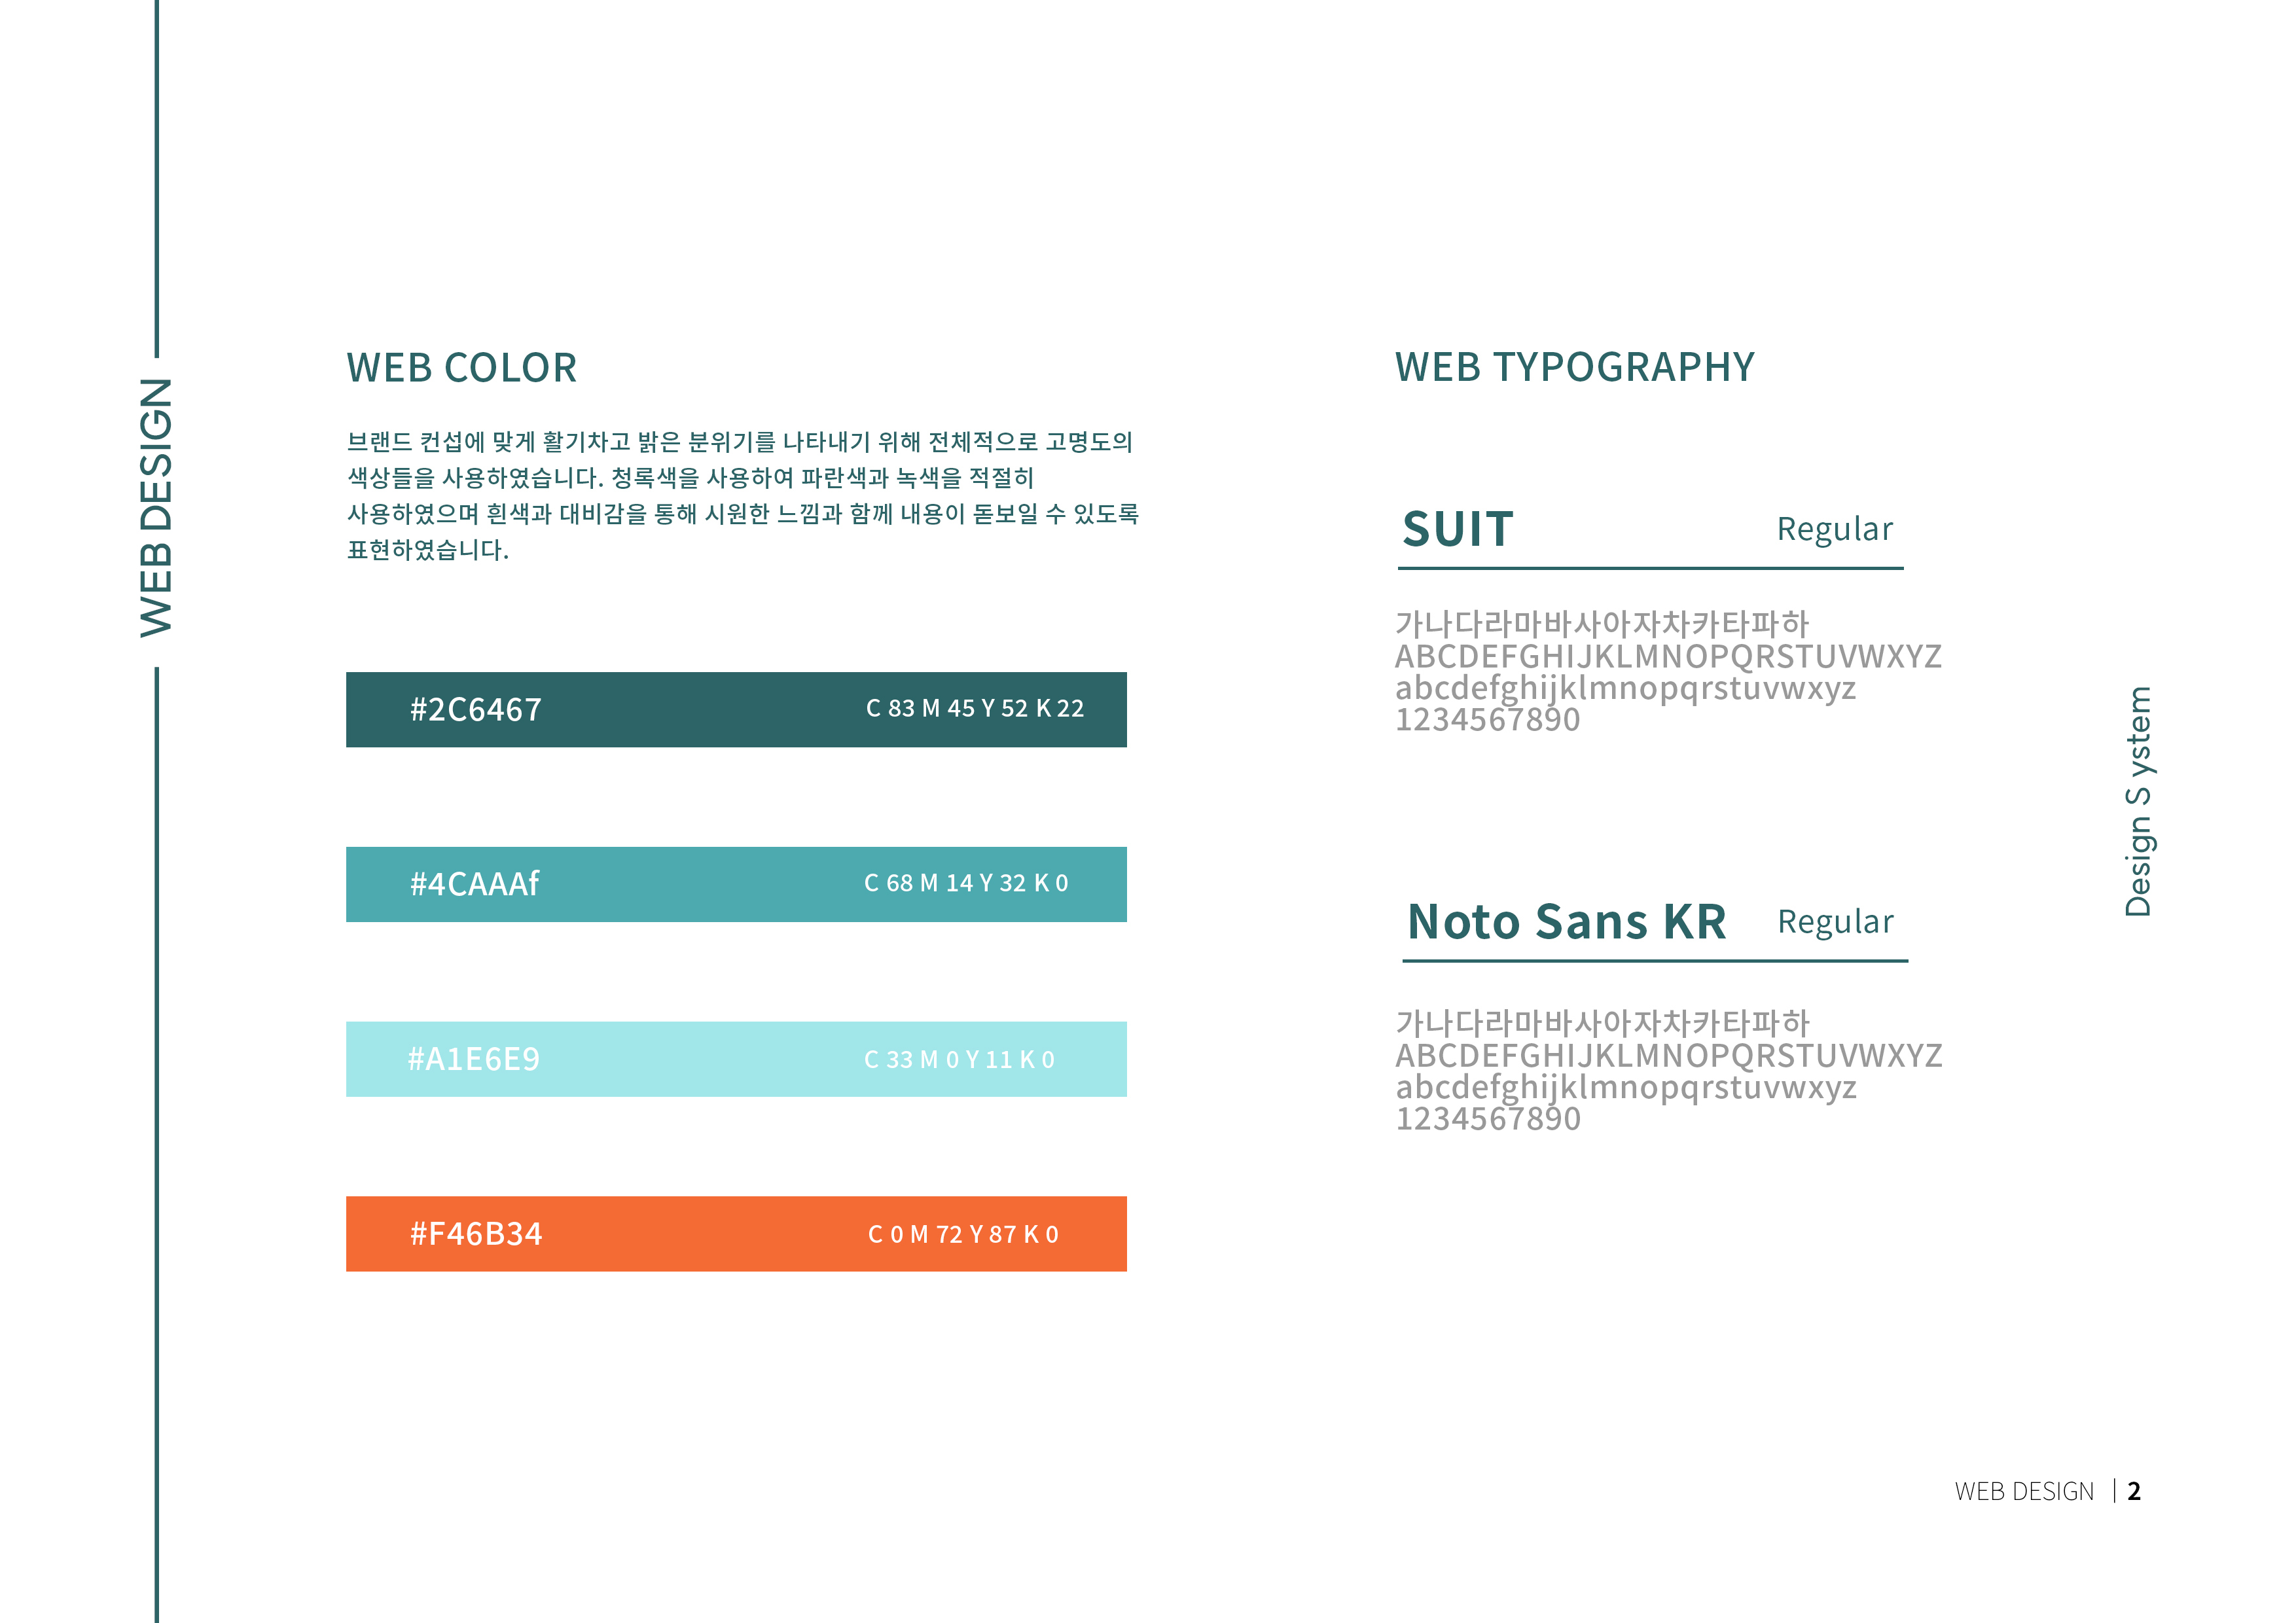 WEB DESIGN
WEB COLOR
브랜드 컨섭에 맞게 활기차고 밝은 분위기를 나타내기 위해 전체적으로 고명도의
색상들을 사용하였습니다. 청록색을 사용하여 파란색과 녹색을 적절히
사용하였으며 흰색과 대비감을 통해 시원한 느낌과 함께 내용이 돋보일 수 있도록
표현하였습니다.
#2C6467 C 83 M 45 Y 52 K 22
#4CAAAf C 68 M 14 Y 32 K 0
#A1E6E9 C 33 M 0 Y 11 K 0
#F46B34 C 0 M 72 Y 87 K 0
WEB TYPOGRAPHY
SUIT Regular
가나다라마바사아자차카타파하
ABCDEFGHIJKLMNOPQRSTUVWXYZ
abcdefghijklmnopqrstuvwxyz
1234567890
Noto Sans KR Regular
가나다라마바사아자차카타파하
ABCDEFGHIJKLMNOPQRSTUVWXYZ
abcdefghijklmnopqrstuvwxyz
1234567890
Design S ystem
WEB DESIGN | 2